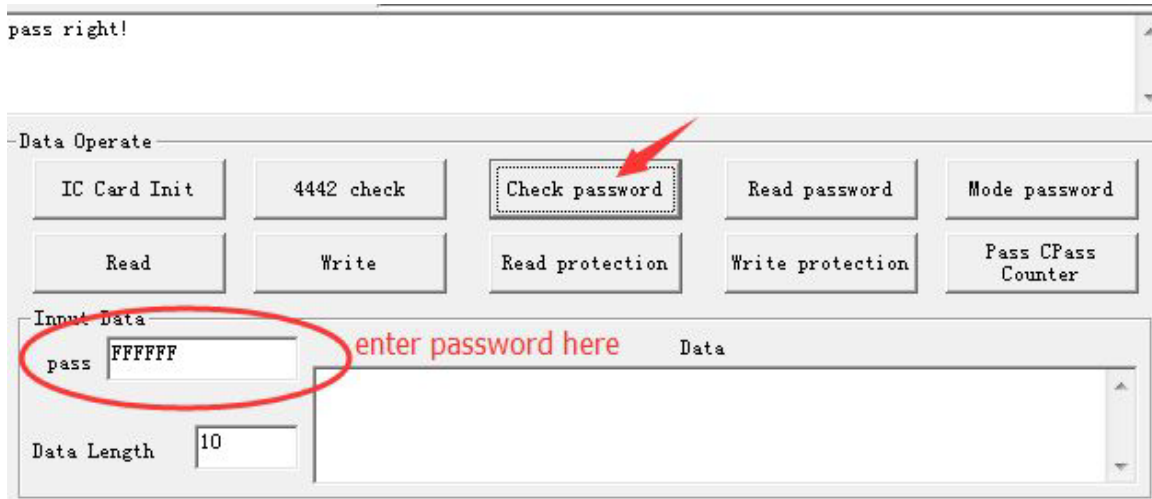 pass right!
Data Operate
IC Card Init
4442 check
Check password
Read password
Mode password
Read
Write
Read protection
Write protection
Pass CPass
Counter
Input Data
pass FFFFFF
enter password here
Data
Data Length 10